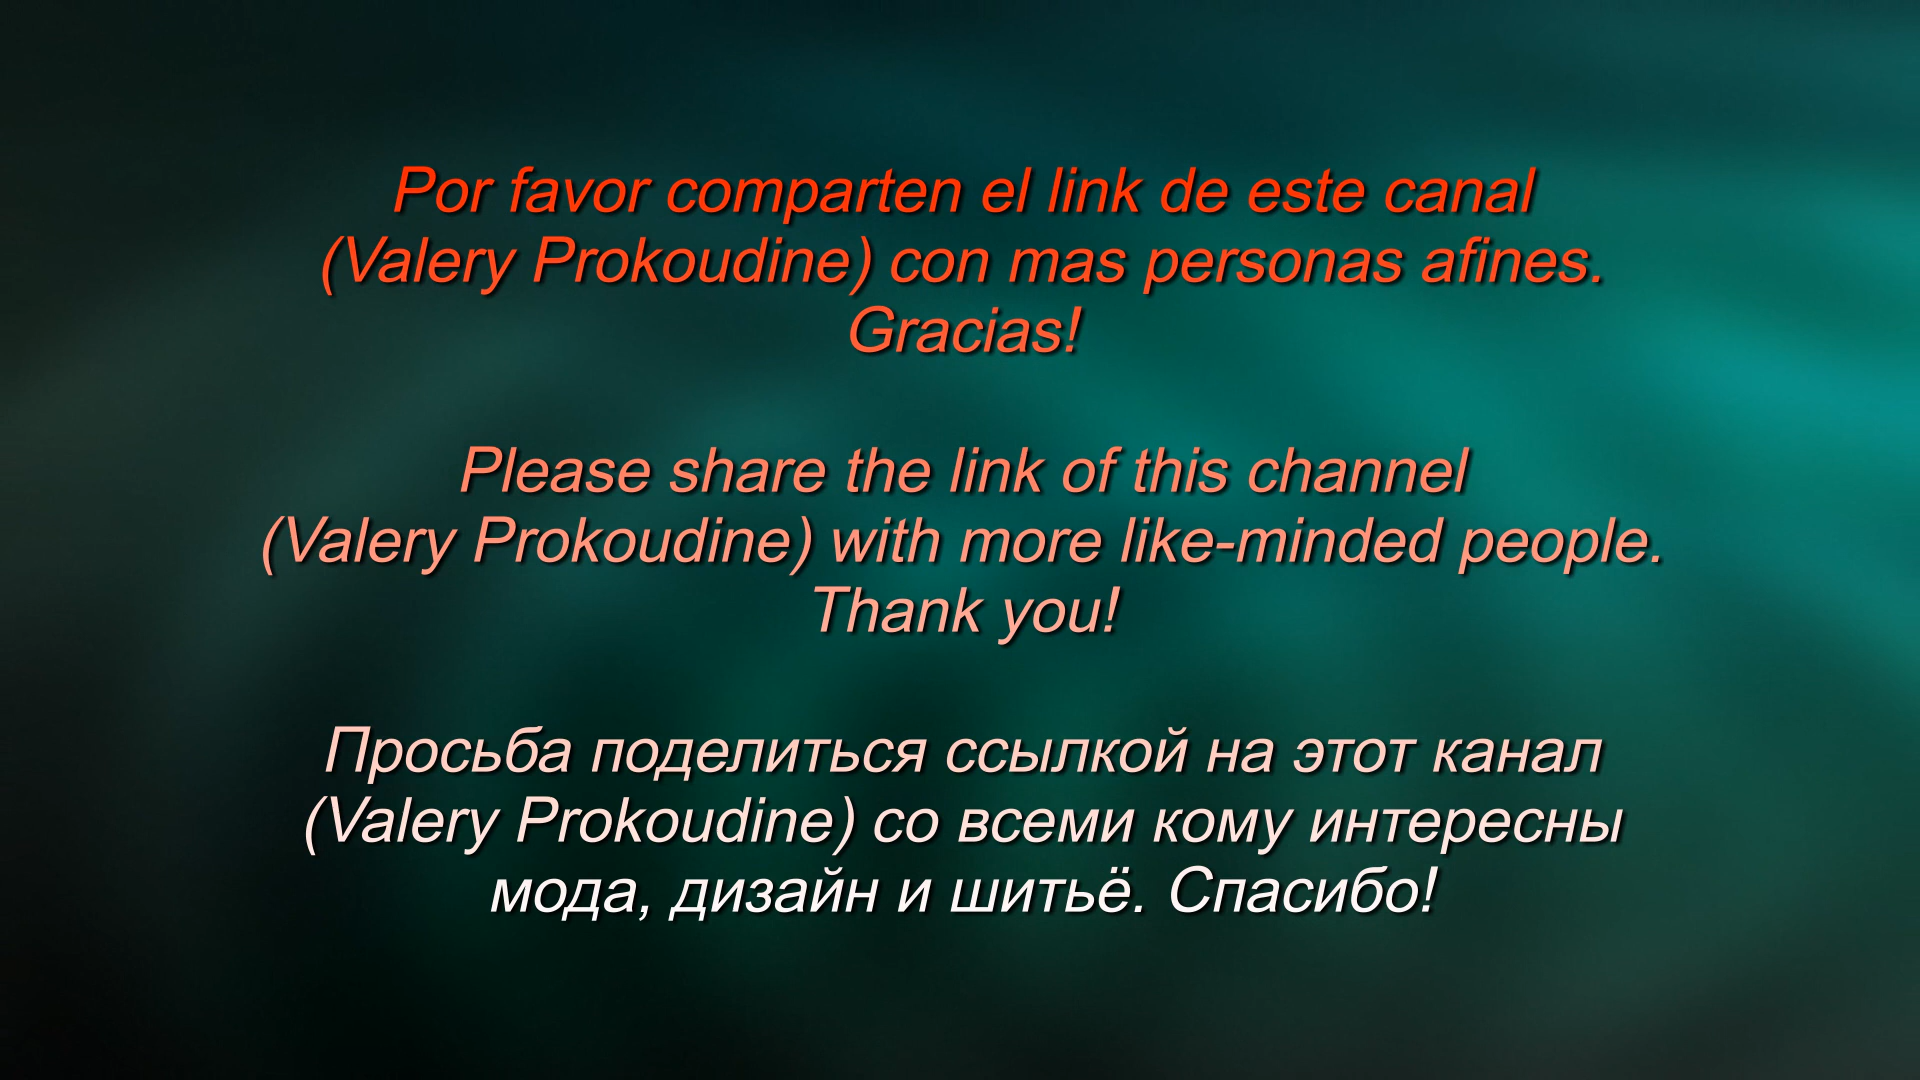 Por favor comparten el link de este canal
(Valery Prokoudine) con mas personas afines.
Gracias!
Please share the link of this channel
(Valery Prokoudine) with more like-minded people.
Thank you!
Просьба поделиться ссылкой на этот канал
(Valery Prokoudine) со всеми кому интересны
мода, дизайн и шитьё. Спасибо!